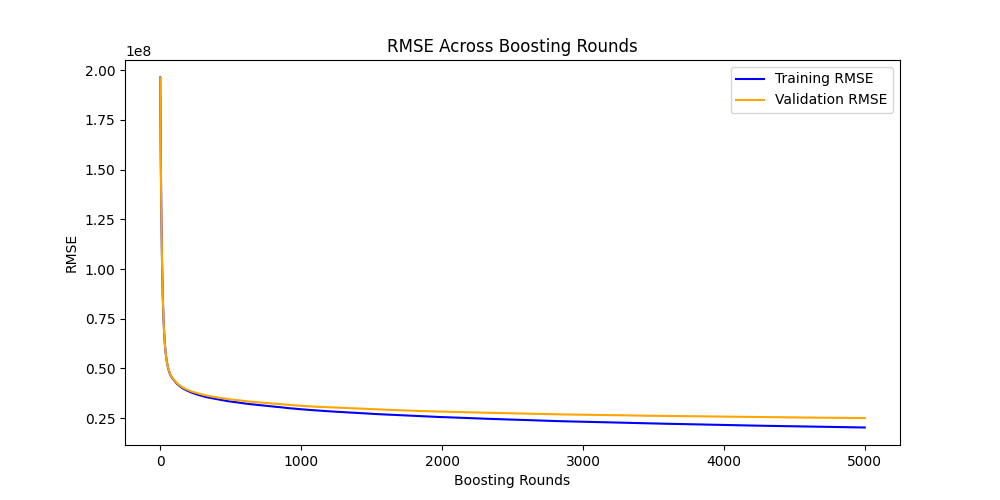 RMSE Across Boosting Rounds
1e8
2.00
1.75
1.50
1.25
1.00
0.75
0.50
0.25
RMSE
Training RMSE
Validation RMSE
0 1000 2000 3000 4000 5000
Boosting Rounds